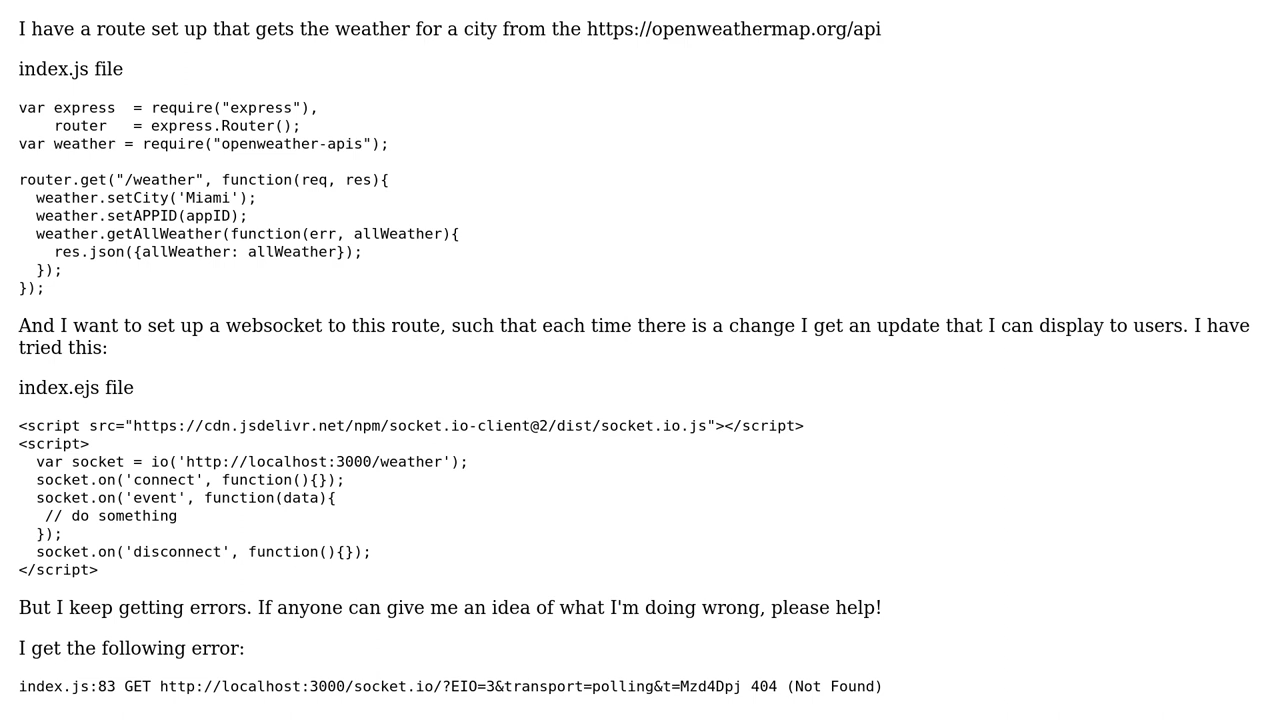 I have a route set up that gets the weather for a city from the https://openweathermap.org/api
index.js file
var express  = require("express"),
    router   = express.Router();
var weather = require("openweather-apis");
router.get("/weather", function(req, res){
  weather.setCity('Miami');
  weather.setAPPID(appID);
  weather.getAllWeather(function(err, allWeather){
    res.json({allWeather: allWeather});
  });
});
And I want to set up a websocket to this route, such that each time there is a change I get an update that I can display to users. I have
tried this:
index.ejs file
<script src="https://cdn.jsdelivr.net/npm/socket.io-client@2/dist/socket.io.js"></script>
<script>
  var socket = io('http://localhost:3000/weather');
  socket.on('connect', function(){});
  socket.on('event', function(data){
   // do something
  });
  socket.on('disconnect', function(){});
</script>
But I keep getting errors. If anyone can give me an idea of what I'm doing wrong, please help!
I get the following error:
index.js:83 GET http://localhost:3000/socket.io/?EIO=3&transport=polling&t=Mzd4Dpj 404 (Not Found)